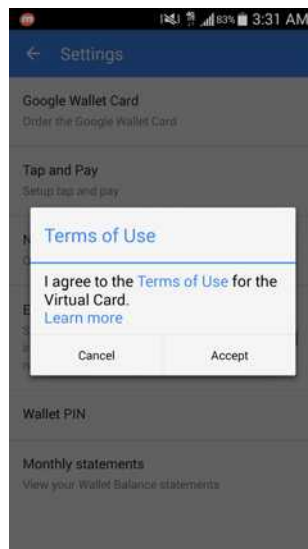 83% 3:31 AM
Settings
Google Wallet Card
Order the Google Wallet Card
Tap and Pay
Setup tap and pay
N
Terms of Use
I agree to the Terms of Use for the
Virtual Card.
Learn more
E
S
Cancel
Accept
Wallet PIN
Monthly statements
View your Wallet Balance statements